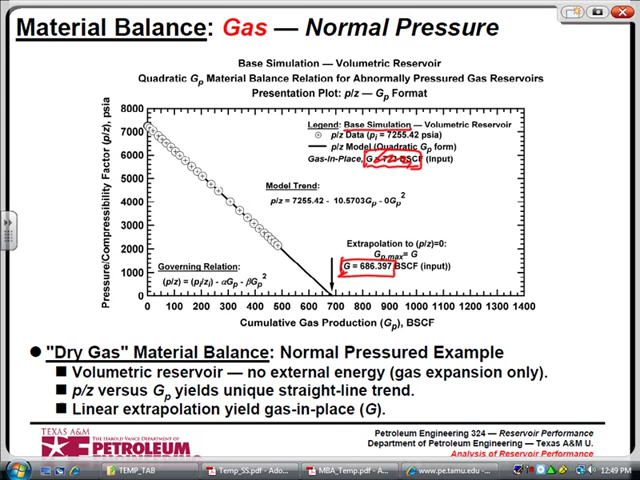 Material Balance: Gas — Normal Pressure
Base Simulation — Volumetric Reservoir
Quadratic Gp Material Balance Relation for Abnormally Pressured Gas Reservoirs
Presentation Plot: p/z — Gp Format
Pressure/Compressibility Factor (p/z), psia
8000
7000
6000
5000
4000
3000
2000
1000
0
Legend: Base Simulation — Volumetric Reservoir
p/z Data (pi = 7255.42 psia)
p/z Model (Quadratic Gp form)
Gas-In-Place, BSCF (Input)
Model Trend:
p/z = 7255.42 - 10.5703Gp - 0Gp2
Extrapolation to (p/z)=0:
Gp,max= G
G = 686.397 BSCF (input))
Governing Relation:
(p/z) = (pi/zi) - αGp - βGp2
0 100 200 300 400 500 600 700 800 900 1000 1100 1200 1300 1400
Cumulative Gas Production (Gp), BSCF
"Dry Gas" Material Balance: Normal Pressured Example
Volumetric reservoir — no external energy (gas expansion only).
p/z versus Gp yields unique straight-line trend.
Linear extrapolation yield gas-in-place (G).
TEXAS A&M
THE HAROLD VANCE DEPARTMENT OF
PETROLEUM
ENGINEERING
Petroleum Engineering 324 — Reservoir Performance
Department of Petroleum Engineering — Texas A&M U.
Analysis of Reservoir Performance
TEMP_TAB
Temp_SS.pdf - Ado...
MBA_Temp.pdf - A...
www.pe.tamu.edu - ...
12:49 PM